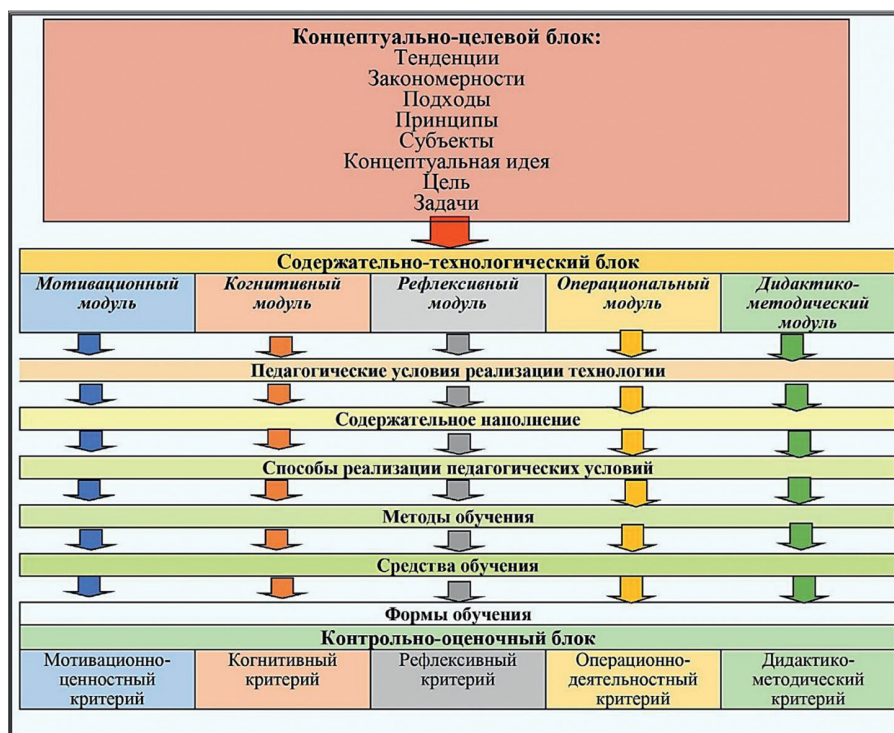 Концептуально-целевой блок:
Тенденции
Закономерности
Подходы
Принципы
Субъекты
Концептуальная идея
Цель
Задачи
Содержательно-технологический блок
Мотивационный
модуль
Когнитивный
модуль
Рефлексивный
модуль
Операциональный
модуль
Дидактико-
методический
модуль
Педагогические условия реализации технологии
Содержательное наполнение
Способы реализации педагогических условий
Методы обучения
Средства обучения
Формы обучения
Контрольно-оценочный блок
Мотивационно-
ценностный
критерий
Когнитивный
критерий
Рефлексивный
критерий
Операционно-
деятельностный
критерий
Дидактико-
методический
критерий